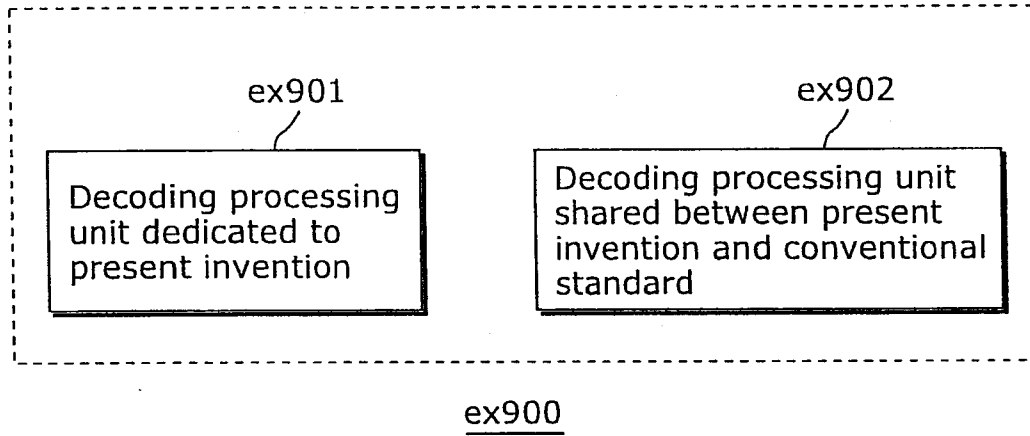 ex901
ex902
Decoding processing
unit dedicated to
present invention
Decoding processing unit
shared between present
invention and conventional
standard
ex900